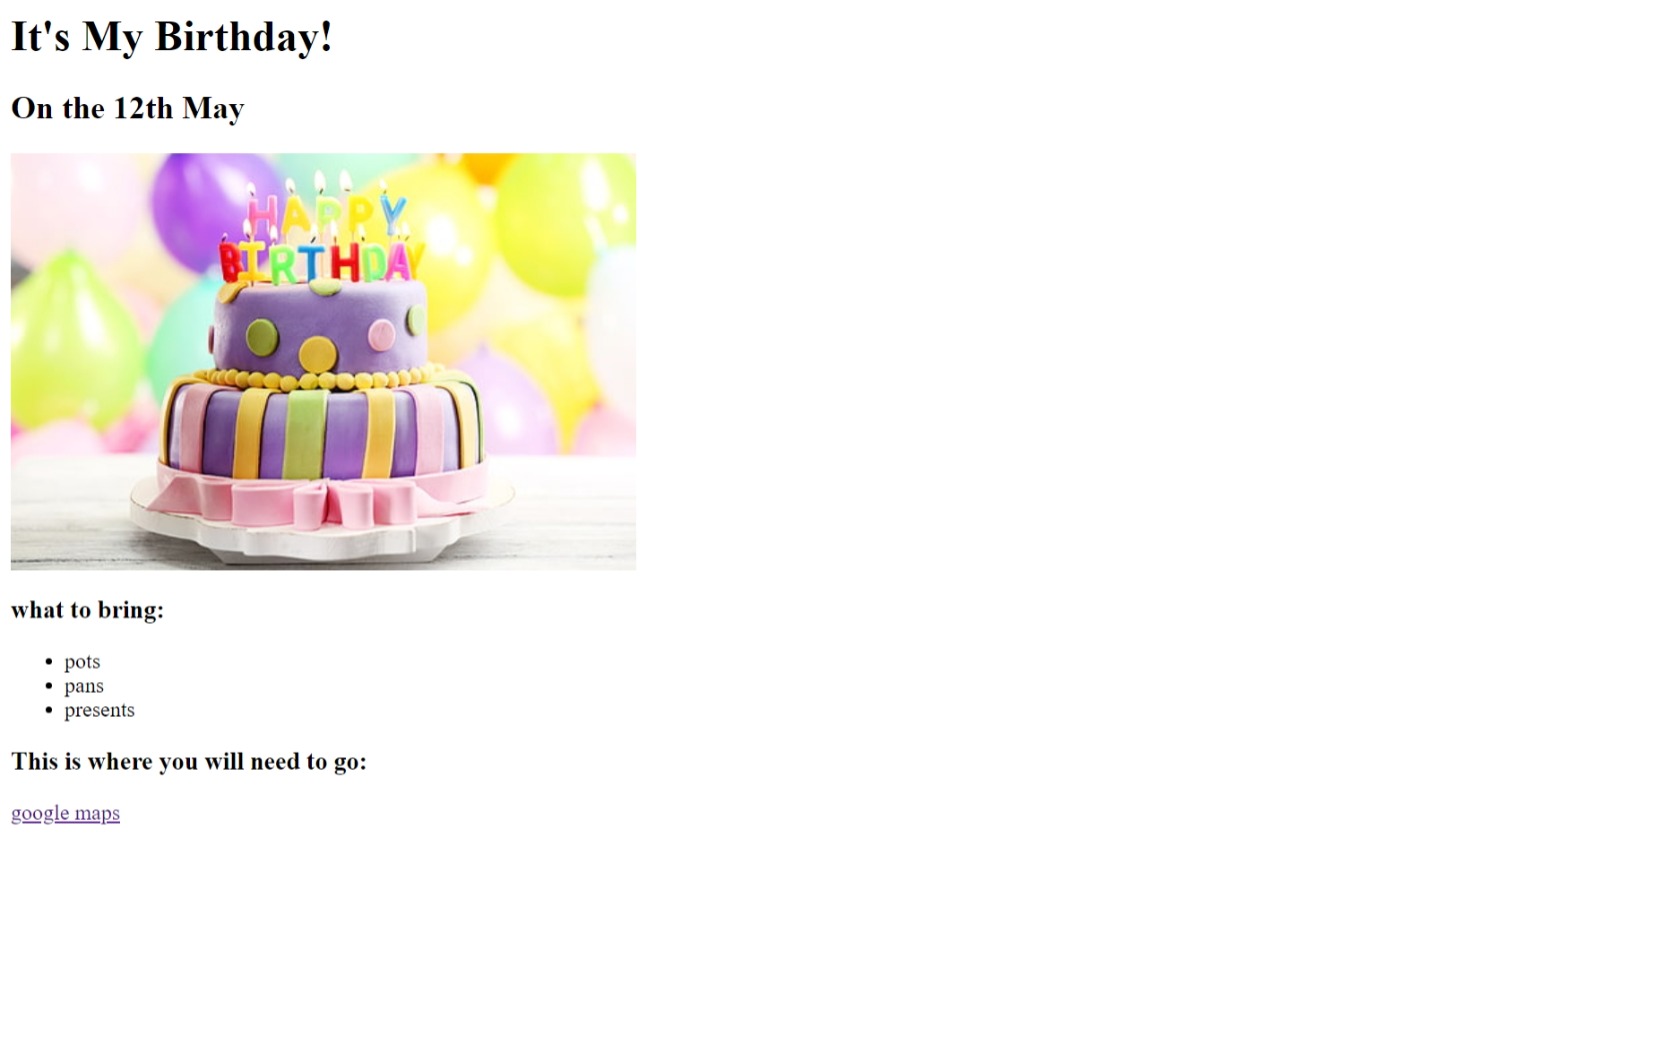 It's My Birthday!
On the 12th May
HAPPY
BIRTHDAY
what to bring:
pots
pans
presents
This is where you will need to go:
google maps